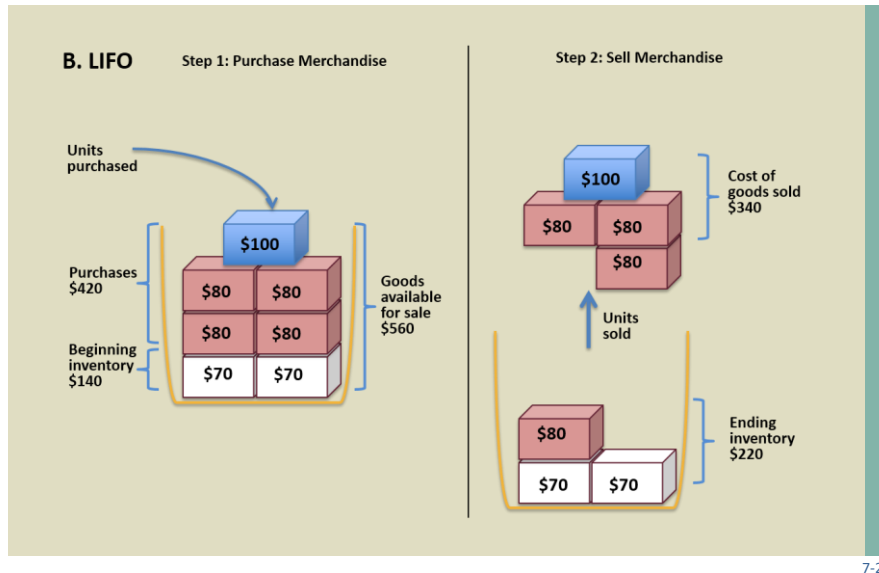 B. LIFO
Step 1: Purchase Merchandise
Units
purchased
$100
$80
$80
$80
$80
$70
$70
Purchases
$420
Beginning
inventory
$140
Goods
available
for sale
$560
Step 2: Sell Merchandise
$100
$80
$80
$80
Cost of
goods sold
$340
Units
sold
$80
$70
$70
Ending
inventory
$220